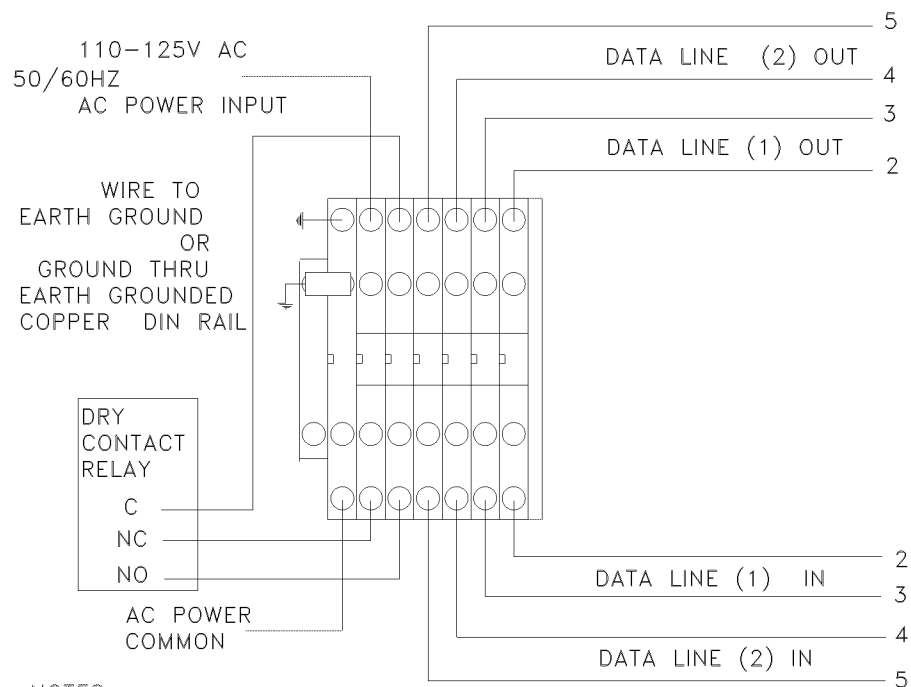 110-125V AC
50/60HZ
AC POWER INPUT
5
DATA LINE (2) OUT
4
3
DATA LINE (1) OUT
2
WIRE TO
EARTH GROUND
OR
GROUND THRU
EARTH GROUNDED
COPPER DIN RAIL
DRY
CONTACT
RELAY
C
NC
NO
AC POWER
COMMON
2
DATA LINE (1) IN
3
4
DATA LINE (2) IN
5